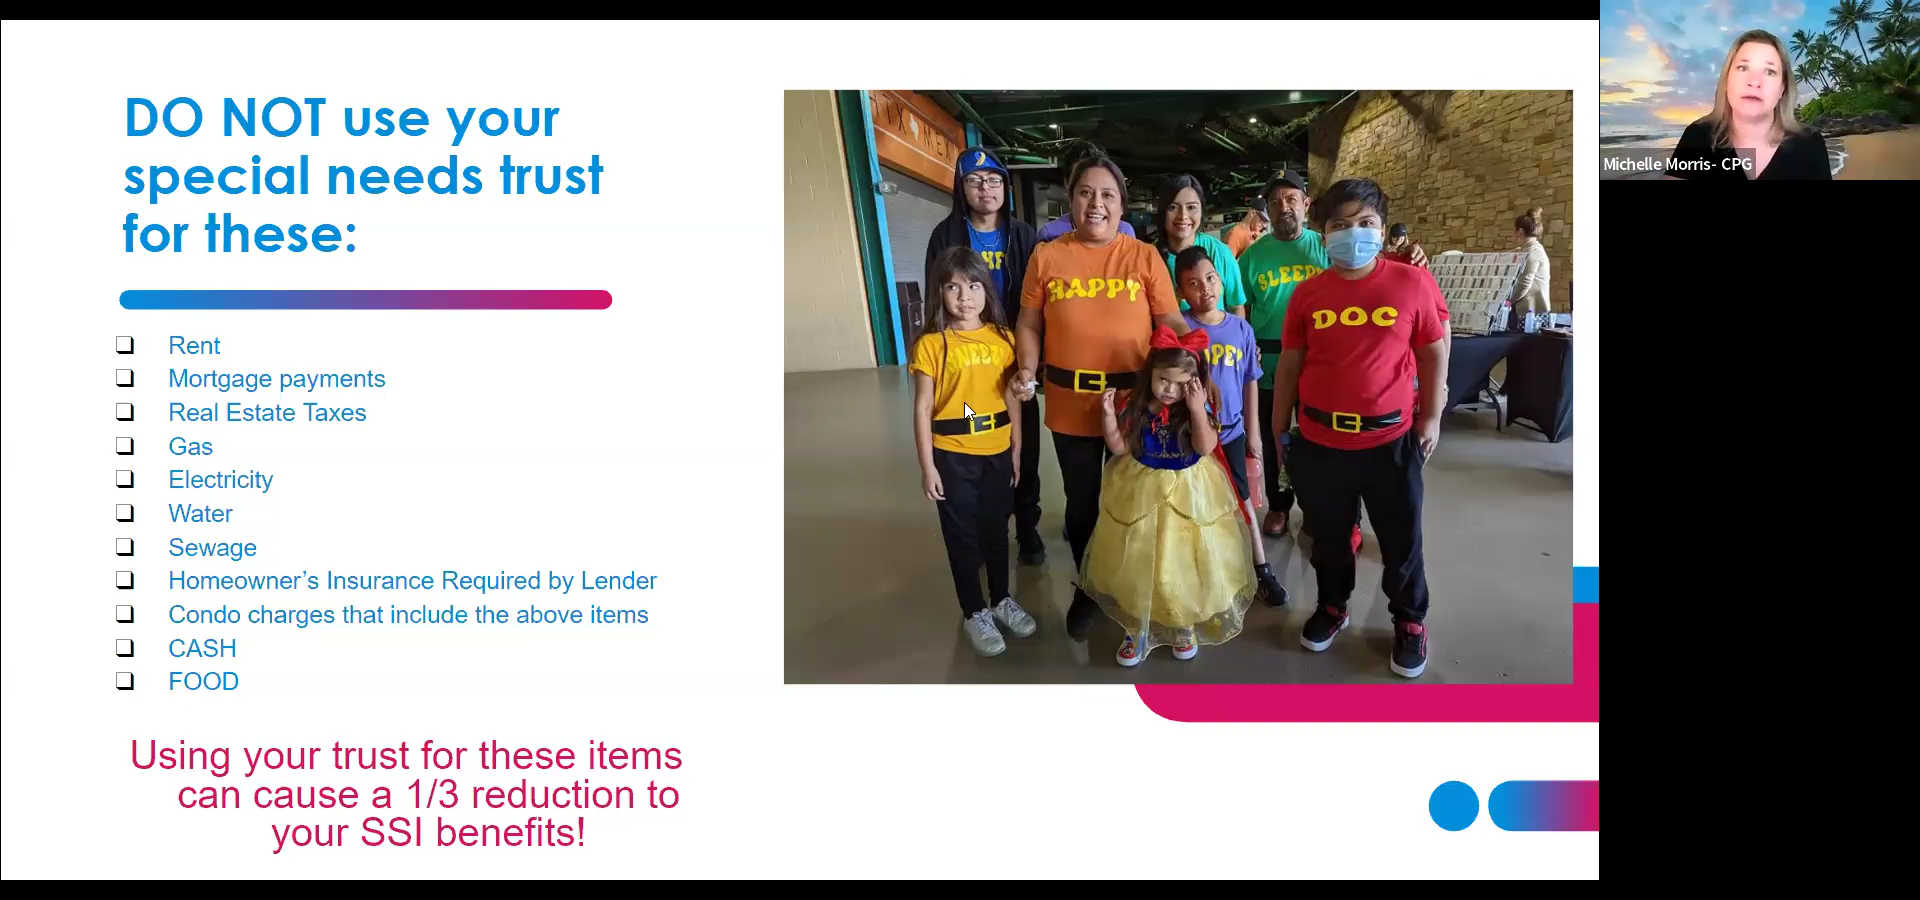 DO NOT use your
special needs trust
for these:
Rent
Mortgage payments
Real Estate Taxes
Gas
Electricity
Water
Sewage
Homeowner’s Insurance Required by Lender
Condo charges that include the above items
CASH
FOOD
Using your trust for these items
can cause a 1/3 reduction to
your SSI benefits!
HAPPY
SLEEPY
DOC
Michelle Morris- CPG